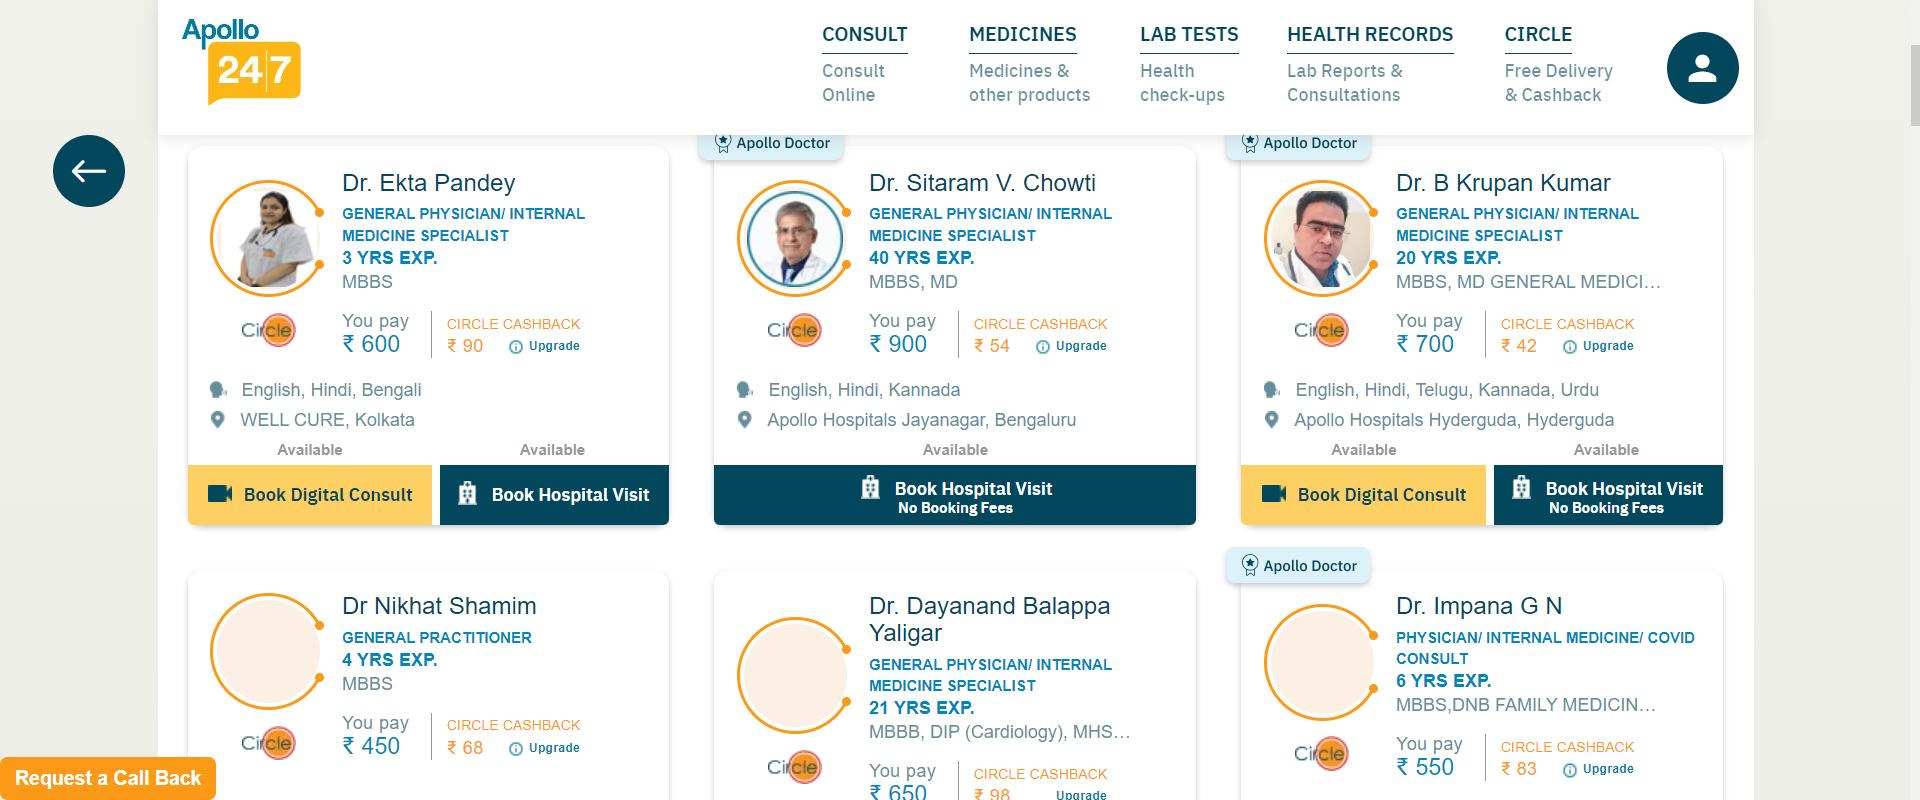 Apollo
24|7
CONSULT
Consult
Online
MEDICINES
Medicines &
other products
LAB TESTS
Health
check-ups
HEALTH RECORDS
Lab Reports &
Consultations
CIRCLE
Free Delivery
& Cashback
Dr. Ekta Pandey
GENERAL PHYSICIAN/ INTERNAL
MEDICINE SPECIALIST
3 YRS EXP.
MBBS
Circle
You pay
₹ 600
CIRCLE CASHBACK
₹ 90 Upgrade
English, Hindi, Bengali
WELL CURE, Kolkata
Available
Book Digital Consult
Available
Book Hospital Visit
Apollo Doctor
Dr. Sitaram V. Chowti
GENERAL PHYSICIAN/ INTERNAL
MEDICINE SPECIALIST
40 YRS EXP.
MBBS, MD
Circle
You pay
₹ 900
CIRCLE CASHBACK
₹ 54 Upgrade
English, Hindi, Kannada
Apollo Hospitals Jayanagar, Bengaluru
Available
Book Hospital Visit
No Booking Fees
Apollo Doctor
Dr. B Krupan Kumar
GENERAL PHYSICIAN/ INTERNAL
MEDICINE SPECIALIST
20 YRS EXP.
MBBS, MD GENERAL MEDICI...
Circle
You pay
₹ 700
CIRCLE CASHBACK
₹ 42 Upgrade
English, Hindi, Telugu, Kannada, Urdu
Apollo Hospitals Hyderguda, Hyderguda
Available
Book Digital Consult
Available
Book Hospital Visit
No Booking Fees
Dr Nikhat Shamim
GENERAL PRACTITIONER
4 YRS EXP.
MBBS
Circle
You pay
₹ 450
CIRCLE CASHBACK
₹ 68 Upgrade
Dr. Dayanand Balappa
Yaligar
GENERAL PHYSICIAN/ INTERNAL
MEDICINE SPECIALIST
21 YRS EXP.
MBBB, DIP (Cardiology), MHS...
Circle
You pay
₹ 650
CIRCLE CASHBACK
₹ 98 Upgrade
Apollo Doctor
Dr. Impana G N
PHYSICIAN/ INTERNAL MEDICINE/ COVID
CONSULT
6 YRS EXP.
MBBS,DNB FAMILY MEDICIN...
Circle
You pay
₹ 550
CIRCLE CASHBACK
₹ 83 Upgrade
Request a Call Back